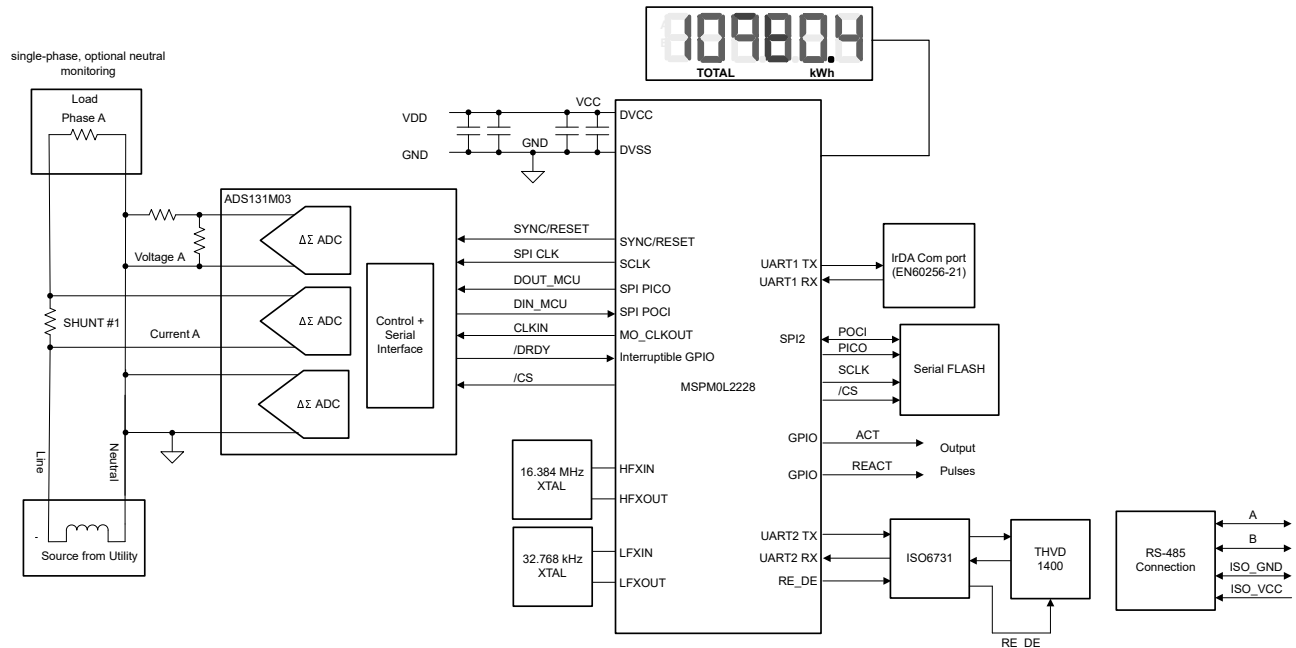 10980.4
TOTAL kWh
single-phase, optional neutral
monitoring
Load
Phase A
VDD
VCC
DVCC
GND
GND
DVSS
ADS131M03
ΔΣ ADC
Voltage A
ΔΣ ADC
SHUNT #1
Current A
ΔΣ ADC
Control +
Serial
Interface
Line
Neutral
-
Source from Utility
SYNC/RESET
SYNC/RESET
SPI CLK
SCLK
DOUT_MCU
SPI PICO
DIN_MCU
SPI POCI
CLKIN
MO_CLKOUT
/DRDY
Interruptible GPIO
/CS
MSPM0L2228
16.384 MHz
XTAL
HFXIN
HFXOUT
32.768 kHz
XTAL
LFXIN
LFXOUT
UART1 TX
UART1 RX
IrDA Com port
(EN60256-21)
SPI2
POCI
PICO
SCLK
/CS
Serial FLASH
GPIO
ACT
GPIO
REACT
Output
Pulses
UART2 TX
UART2 RX
RE_DE
ISO6731
THVD
1400
RE_DE
RS-485
Connection
A
B
ISO_GND
ISO_VCC